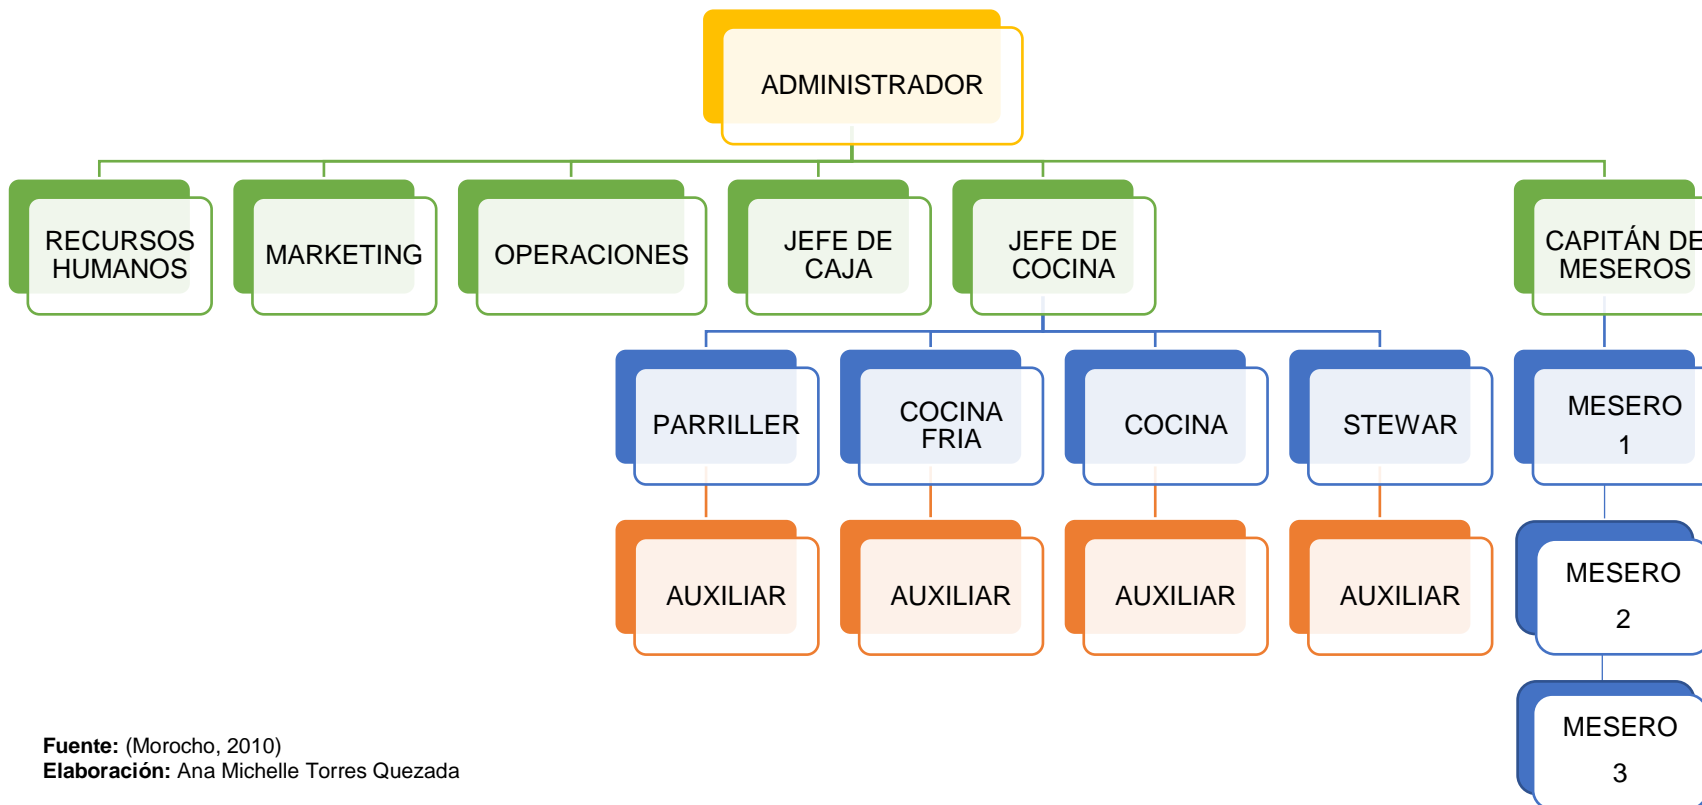 ADMINISTRADOR
RECURSOS
HUMANOS
MARKETING
OPERACIONES
JEFE DE
CAJA
JEFE DE
COCINA
CAPITÁN DE
MESEROS
PARRILLER
COCINA
FRIA
COCINA
STEWAR
MESERO
1
AUXILIAR
AUXILIAR
AUXILIAR
AUXILIAR
MESERO
2
MESERO
3
Fuente: (Morocho, 2010)
Elaboración: Ana Michelle Torres Quezada